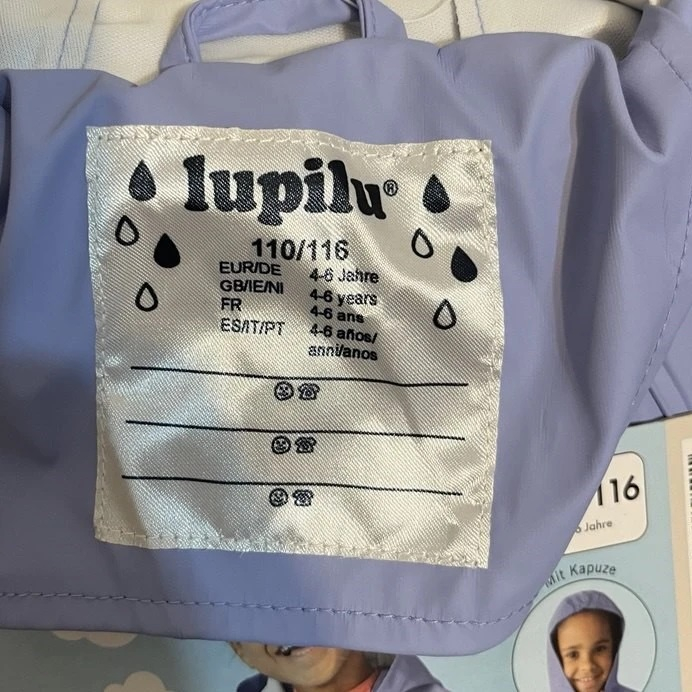 lupilu®
110/116
EUR/DE 4-6 Jahre
GB/IE/NI 4-6 years
FR 4-6 ans
ES/IT/PT 4-6 años/
anni/anos
116
Jahre
Mit Kapuze